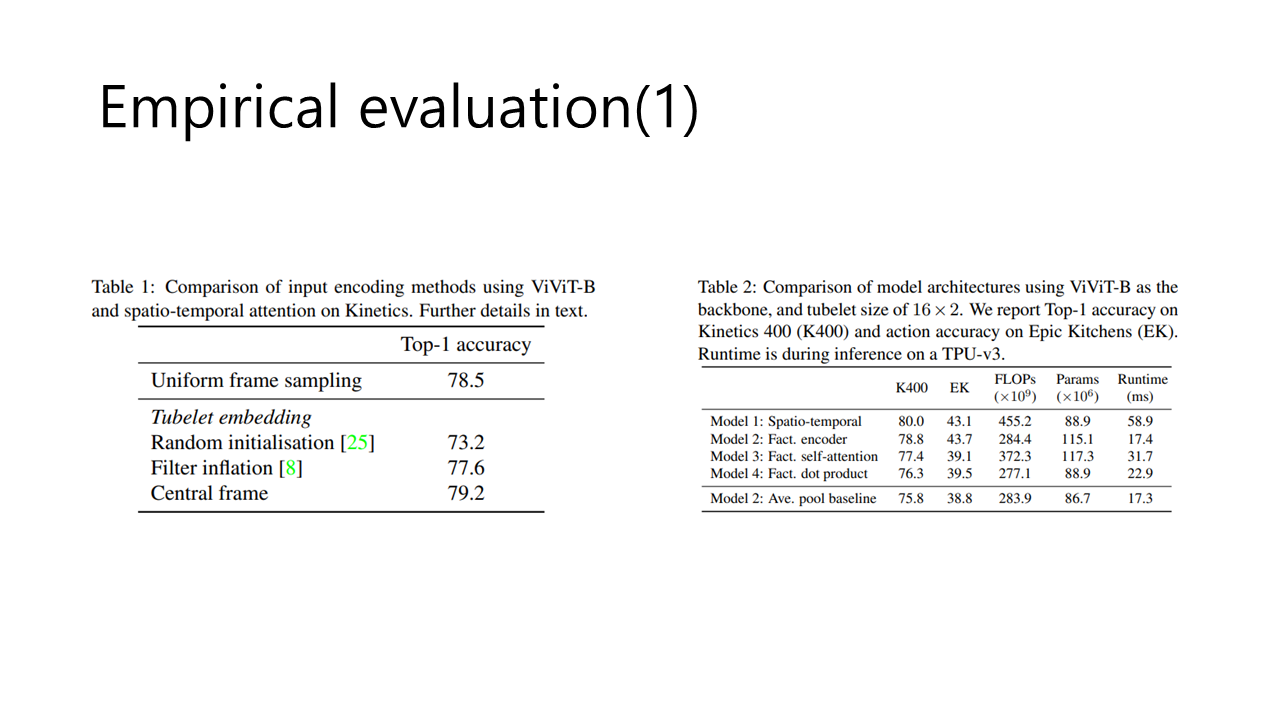 Empirical evaluation(1)
Table 1: Comparison of input encoding methods using ViViT-B
and spatio-temporal attention on Kinetics. Further details in text.
Top-1 accuracy
Uniform frame sampling 78.5
Tubelet embedding
Random initialisation [25] 73.2
Filter inflation [8] 77.6
Central frame 79.2
Table 2: Comparison of model architectures using ViViT-B as the
backbone, and tubelet size of 16 × 2. We report Top-1 accuracy on
Kinetics 400 (K400) and action accuracy on Epic Kitchens (EK).
Runtime is during inference on a TPU-v3.
K400 EK FLOPs Params Runtime
(×10⁹) (×10⁶) (ms)
Model 1: Spatio-temporal 80.0 43.1 455.2 88.9 58.9
Model 2: Fact. encoder 78.8 43.7 284.4 115.1 17.4
Model 3: Fact. self-attention 77.4 39.1 372.3 117.3 31.7
Model 4: Fact. dot product 76.3 39.5 277.1 88.9 22.9
Model 2: Ave. pool baseline 75.8 38.8 283.9 86.7 17.3